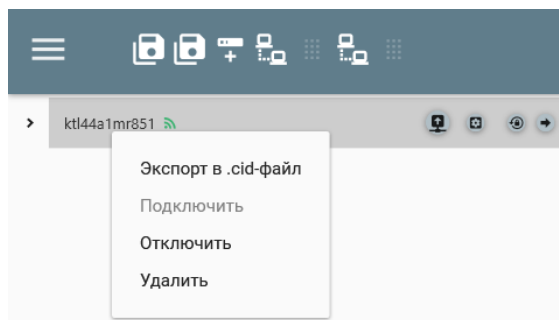 ktl44a1mr851
Экспорт в .cid-файл
Подключить
Отключить
Удалить